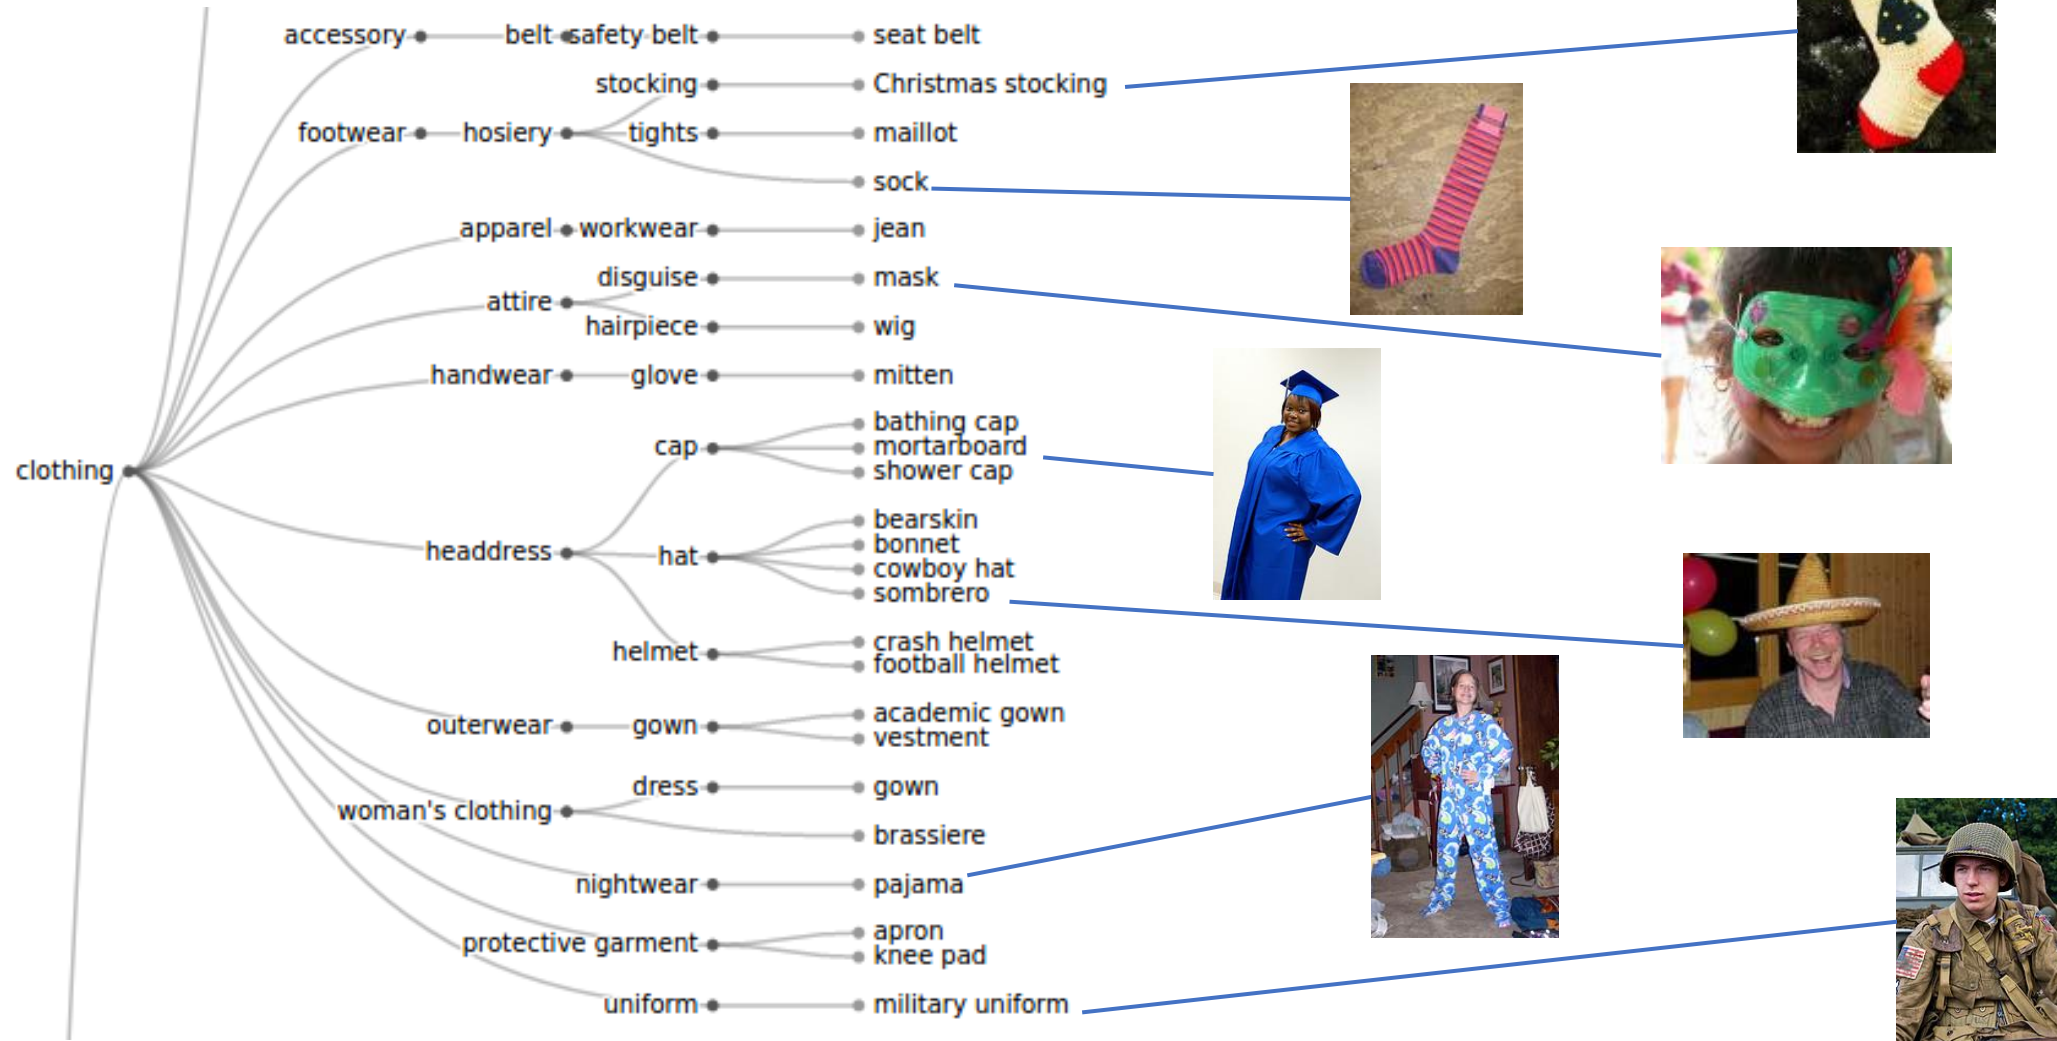 accessory belt safety belt seat belt
stocking Christmas stocking
footwear hosiery tights maillot
sock
apparel workwear jean
disguise mask
attire
hairpiece wig
handwear glove mitten
bathing cap
cap mortarboard
shower cap
clothing
bearskin
headdress hat bonnet
cowboy hat
sombrero
crash helmet
helmet
football helmet
academic gown
outerwear gown
vestment
dress gown
woman's clothing
brassiere
nightwear pajama
apron
protective garment
knee pad
uniform military uniform